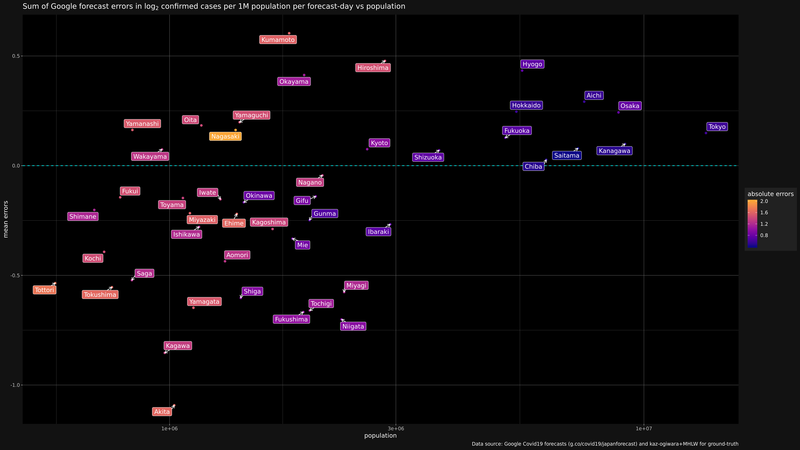 Sum of Google forecast errors in log₂ confirmed cases per 1M population per forecast-day vs population
Kumamoto
Hyogo
Hiroshima
Okayama
0.5
Aichi
Hokkaido
Osaka
Yamaguchi
Oita
Yamanashi
Tokyo
Fukuoka
Nagasaki
Kyoto
Kanagawa
Wakayama
Shizuoka
Saitama
Chiba
0.0
Nagano
Fukui
Iwate
Okinawa
Gifu
Toyama
Shimane
Gunma
Miyazaki
Ehime
Kagoshima
Ishikawa
Ibaraki
Mie
Aomori
Kochi
Saga
-0.5
Miyagi
Tottori
Tokushima
Shiga
Yamagata
Tochigi
Fukushima
Niigata
Kagawa
-1.0
Akita
mean errors
1e+06
3e+06
1e+07
population
absolute errors
2.0
1.6
1.2
0.8
Data source: Google Covid19 forecasts (g.co/covid19/japanforecast) and kaz-ogiwara+MHLW for ground-truth